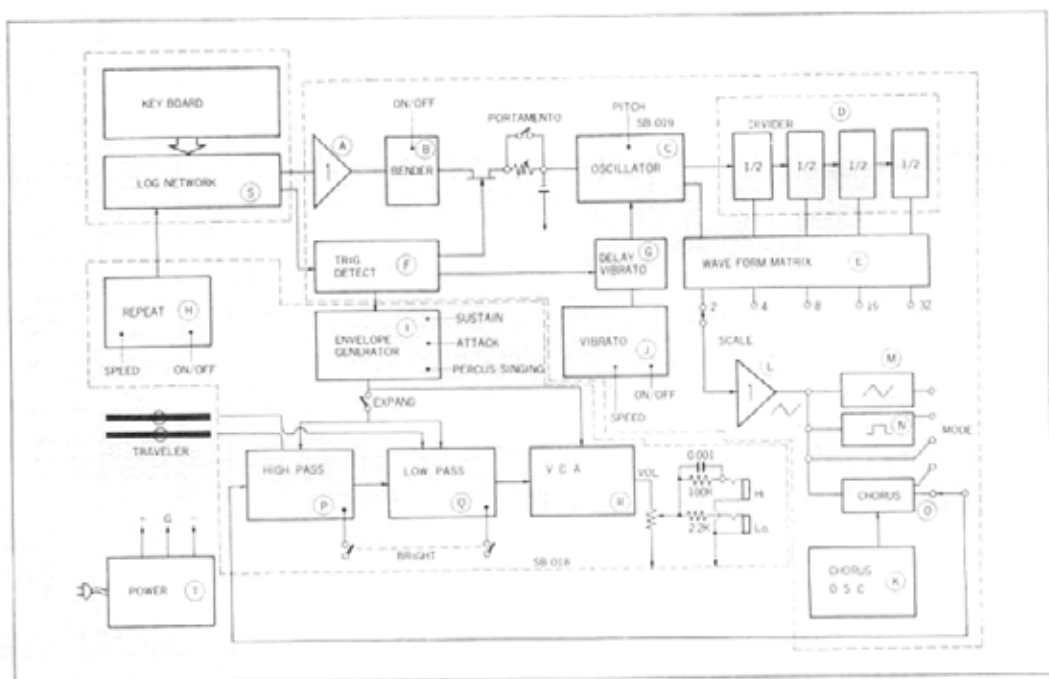 KEY BOARD
LOG NETWORK
S
A
ON/OFF
B
BENDER
PORTAMENTO
PITCH
SB-029
C
OSCILLATOR
D
DIVIDER
1/2
1/2
1/2
1/2
TRIG
DETECT
F
G
DELAY
VIBRATO
WAVE FORM MATRIX
E
2
4
8
16
32
REPEAT
H
SPEED
ON/OFF
I
ENVELOPE
GENERATOR
SUSTAIN
ATTACK
PERCUS SINGING
VIBRATO
J
ON/OFF
SPEED
SCALE
L
M
N
MODE
EXPAND
TRAVELER
HIGH PASS
P
LOW PASS
Q
V C A
R
VOL
0.001
100K
Hi
2.2K
Lo
CHORUS
O
CHORUS
O S C
K
BRIGHT
SB-018
+
G
−
POWER
T